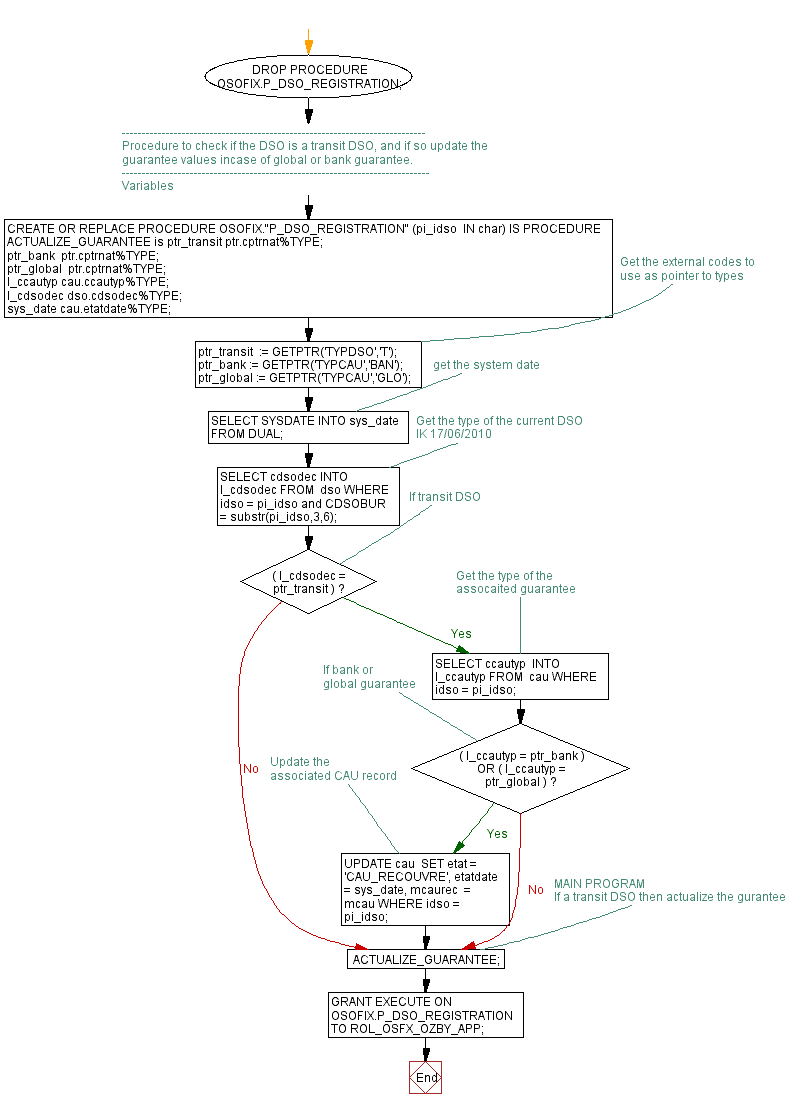 DROP PROCEDURE
OSOFIX.P_DSO_REGISTRATION;
------------------------------------------------------------------------------
Procedure to check if the DSO is a transit DSO, and if so update the
guarantee values incase of global or bank guarantee.
-------------------------------------------------------------------------------
Variables
CREATE OR REPLACE PROCEDURE OSOFIX."P_DSO_REGISTRATION" (pi_idso IN char) IS PROCEDURE
ACTUALIZE_GUARANTEE is ptr_transit ptr.cptrnat%TYPE;
ptr_bank ptr.cptrnat%TYPE;
ptr_global ptr.cptrnat%TYPE;
l_ccautyp cau.ccautyp%TYPE;
l_cdsodec dso.cdsodec%TYPE;
sys_date cau.etatdate%TYPE;
Get the external codes to
use as pointer to types
ptr_transit := GETPTR('TYPDSO','T');
ptr_bank := GETPTR('TYPCAU','BAN');
ptr_global := GETPTR('TYPCAU','GLO');
get the system date
SELECT SYSDATE INTO sys_date
FROM DUAL;
Get the type of the current DSO
IK 17/06/2010
SELECT cdsodec INTO
l_cdsodec FROM dso WHERE
idso = pi_idso and CDSOBUR
= substr(pi_idso,3,6);
If transit DSO
( l_cdsodec =
ptr_transit ) ?
Get the type of the
assocaited guarantee
Yes
SELECT ccautyp INTO
l_ccautyp FROM cau WHERE
idso = pi_idso;
If bank or
global guarantee
( l_ccautyp = ptr_bank )
OR ( l_ccautyp =
ptr_global ) ?
No
Update the
associated CAU record
Yes
UPDATE cau SET etat =
'CAU_RECOUVRE', etatdate
= sys_date, mcaurec =
mcau WHERE idso =
pi_idso;
No
MAIN PROGRAM
If a transit DSO then actualize the gurantee
ACTUALIZE_GUARANTEE;
GRANT EXECUTE ON
OSOFIX.P_DSO_REGISTRATION
TO ROL_OSFX_OZBY_APP;
End